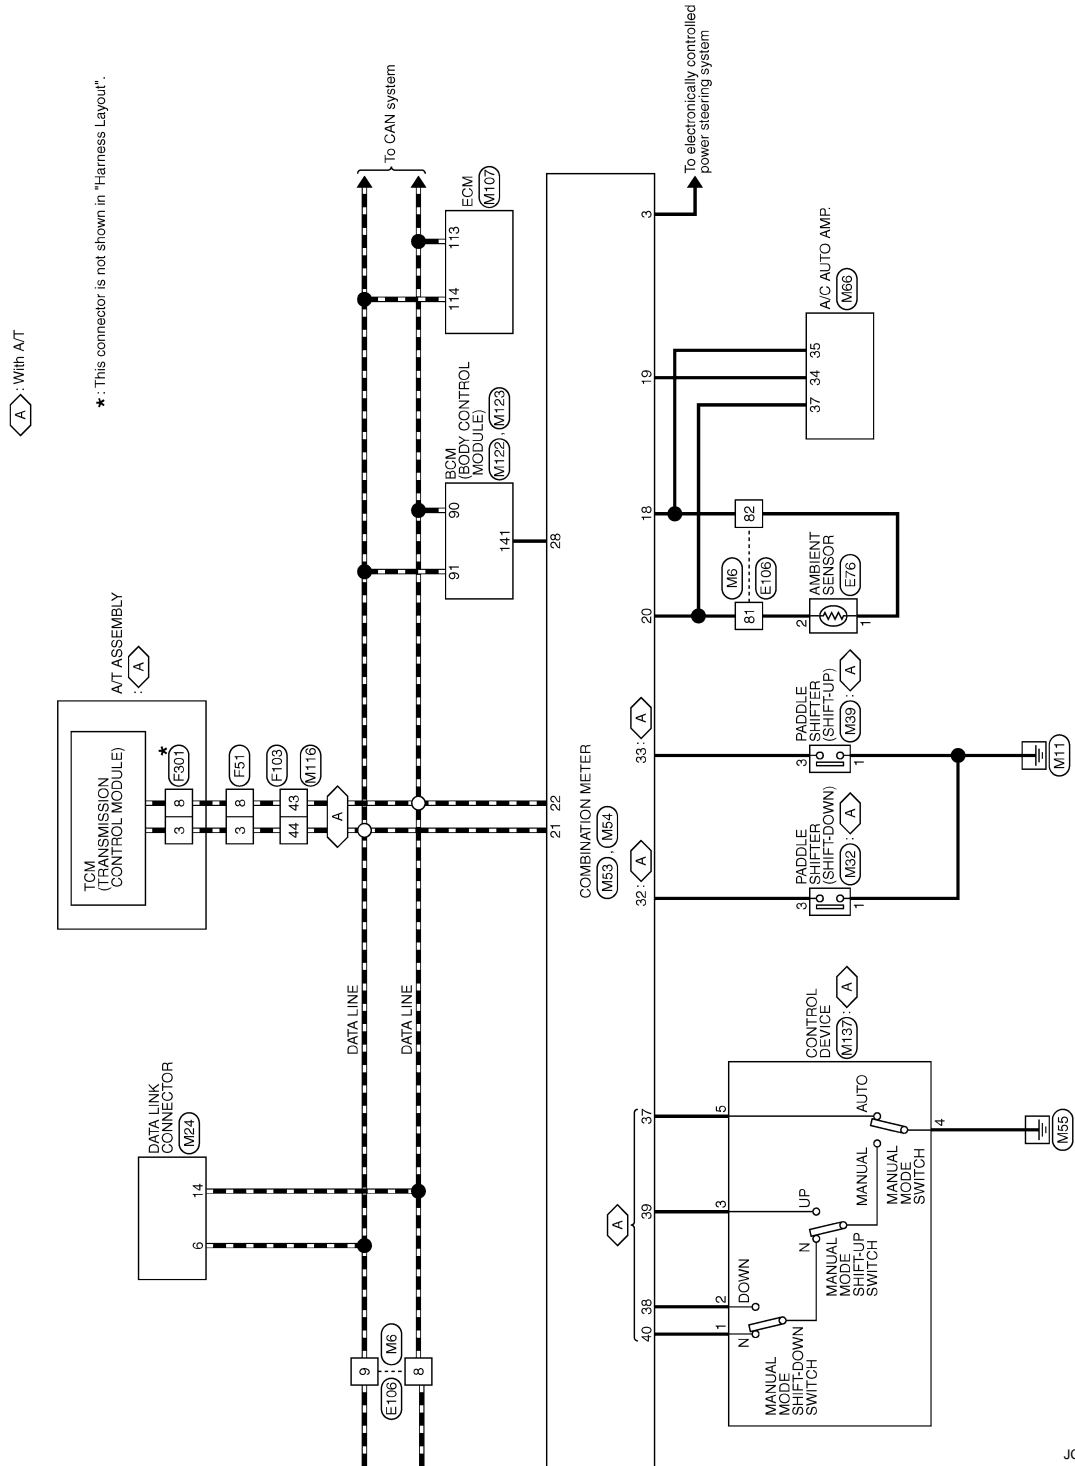 A : With A/T
* : This connector is not shown in "Harness Layout".
DATA LINK
CONNECTOR
M24
6
14
A/T ASSEMBLY
: A
TCM
(TRANSMISSION
CONTROL MODULE)
3
8
*
F301
3
8
F51
44
43
F103
M116
A
DATA LINE
DATA LINE
To CAN system
9
8
E106
M6
BCM
(BODY CONTROL
MODULE)
M122 , M123
91
90
141
ECM
M107
114
113
21
22
28
COMBINATION METER
M53 , M54
A
40
38
39
37
32 : A
33 : A
20
18
19
3
To electronically controlled
power steering system
M6
E106
81
82
AMBIENT
SENSOR
E76
2
1
A/C AUTO AMP.
M66
37
34
35
PADDLE
SHIFTER
(SHIFT-DOWN)
M32 : A
3
1
PADDLE
SHIFTER
(SHIFT-UP)
M39 : A
3
1
M11
CONTROL
DEVICE
M137 : A
1
2
3
5
4
N
DOWN
MANUAL
MODE
SHIFT-DOWN
SWITCH
N
UP
MANUAL
MODE
SHIFT-UP
SWITCH
MANUAL
AUTO
MANUAL
MODE
SWITCH
M55
JC